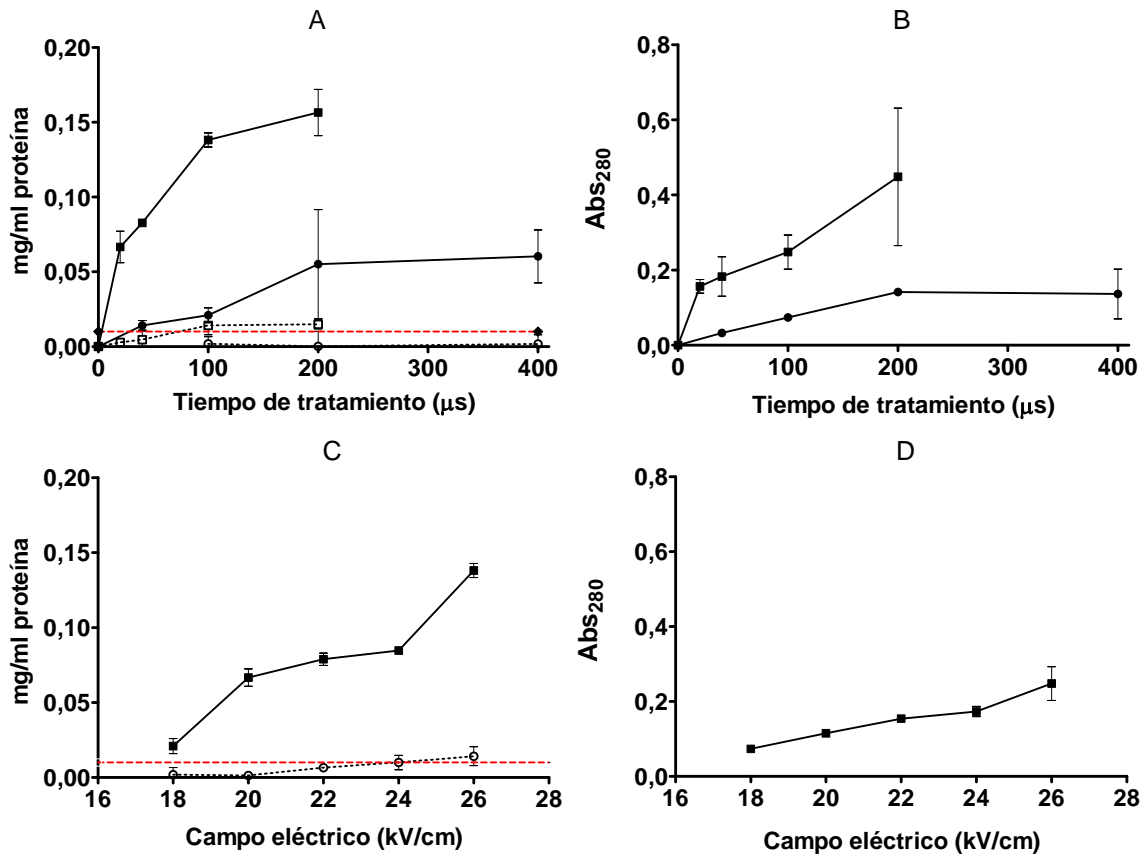 A
mg/ml proteína
0,20
0,15
0,10
0,05
0,00
0 100 200 300 400
Tiempo de tratamiento (μs)
B
Abs280
0,8
0,6
0,4
0,2
0,0
0 100 200 300 400
Tiempo de tratamiento (μs)
C
mg/ml proteína
0,20
0,15
0,10
0,05
0,00
16 18 20 22 24 26 28
Campo eléctrico (kV/cm)
D
Abs280
0,8
0,6
0,4
0,2
0,0
16 18 20 22 24 26 28
Campo eléctrico (kV/cm)